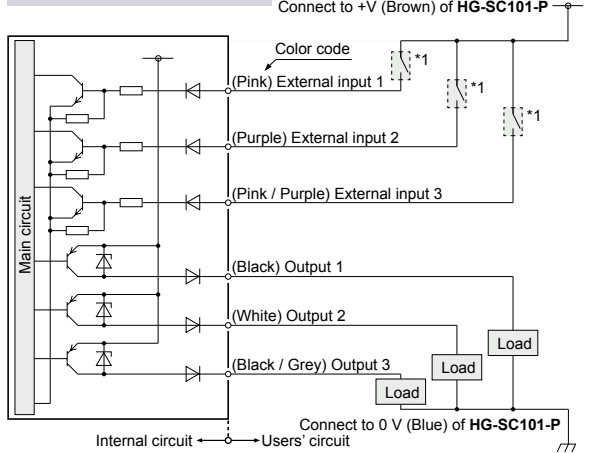 Connect to +V (Brown) of HG-SC101-P
Color code
*1
(Pink) External input 1
*1
(Purple) External input 2
*1
(Pink / Purple) External input 3
Main circuit
(Black) Output 1
(White) Output 2
Load
(Black / Grey) Output 3
Load
Load
Connect to 0 V (Blue) of HG-SC101-P
Internal circuit
Users' circuit